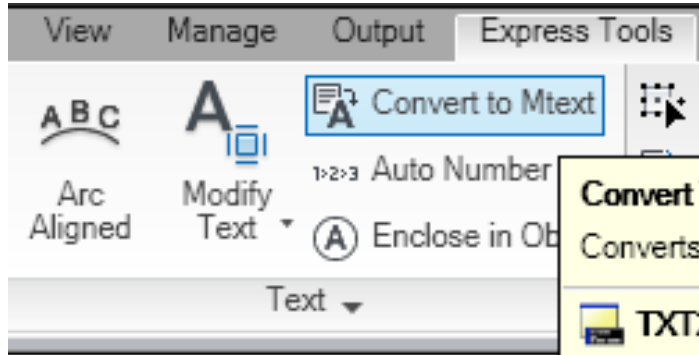 View Manage Output Express Tools
ABC
A
A
Convert to Mtext
Arc
Aligned
Modify
Text
1>2>3 Auto Number
A
Enclose in Ob
Text
Convert
Converts
TXT